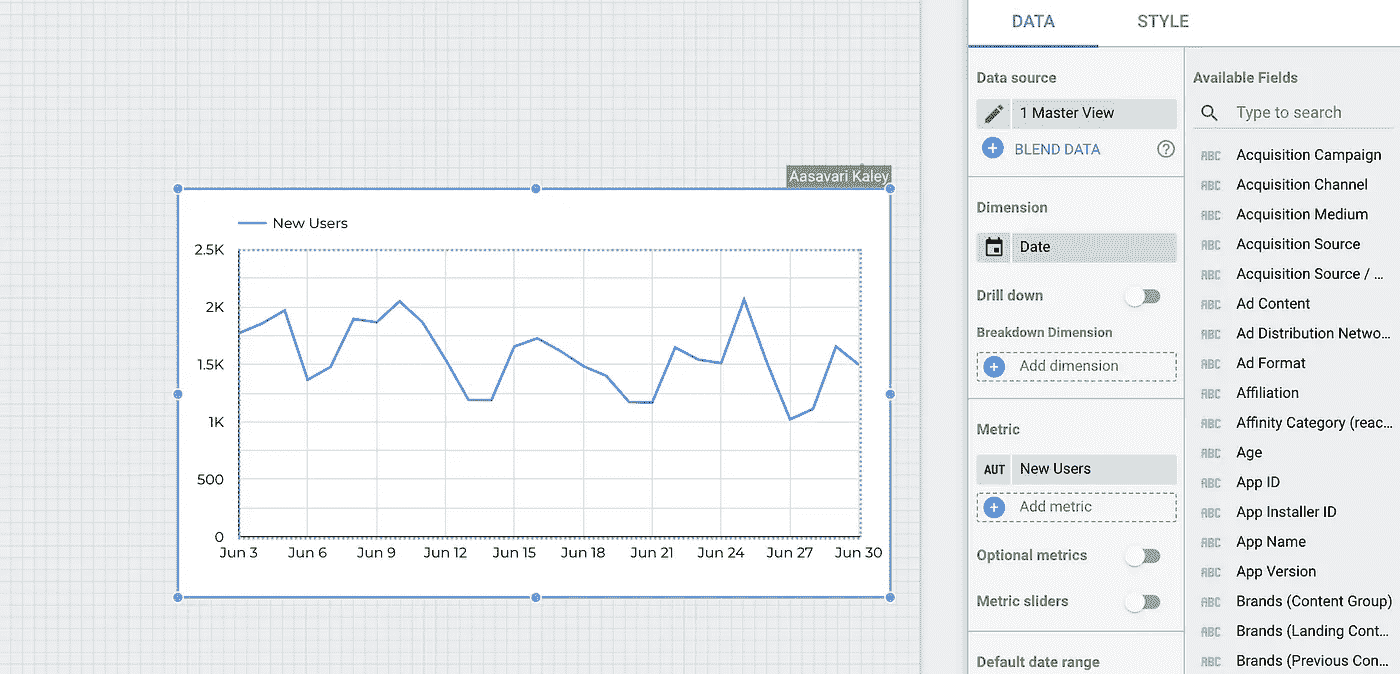 Aasavari Kaley
New Users
2.5K
2K
1.5K
1K
500
0
Jun 3 Jun 6 Jun 9 Jun 12 Jun 15 Jun 18 Jun 21 Jun 24 Jun 27 Jun 30
DATA STYLE
Data source
1 Master View
BLEND DATA
Dimension
Date
Drill down
Breakdown Dimension
Add dimension
Metric
AUT New Users
Add metric
Optional metrics
Metric sliders
Default date range
Available Fields
Type to search
ABC Acquisition Campaign
ABC Acquisition Channel
ABC Acquisition Medium
ABC Acquisition Source
ABC Acquisition Source / ...
ABC Ad Content
ABC Ad Distribution Netwo...
ABC Ad Format
ABC Affiliation
ABC Affinity Category (reac...
ABC Age
ABC App ID
ABC App Installer ID
ABC App Name
ABC App Version
ABC Brands (Content Group)
ABC Brands (Landing Cont...
ABC Brands (Previous Con...